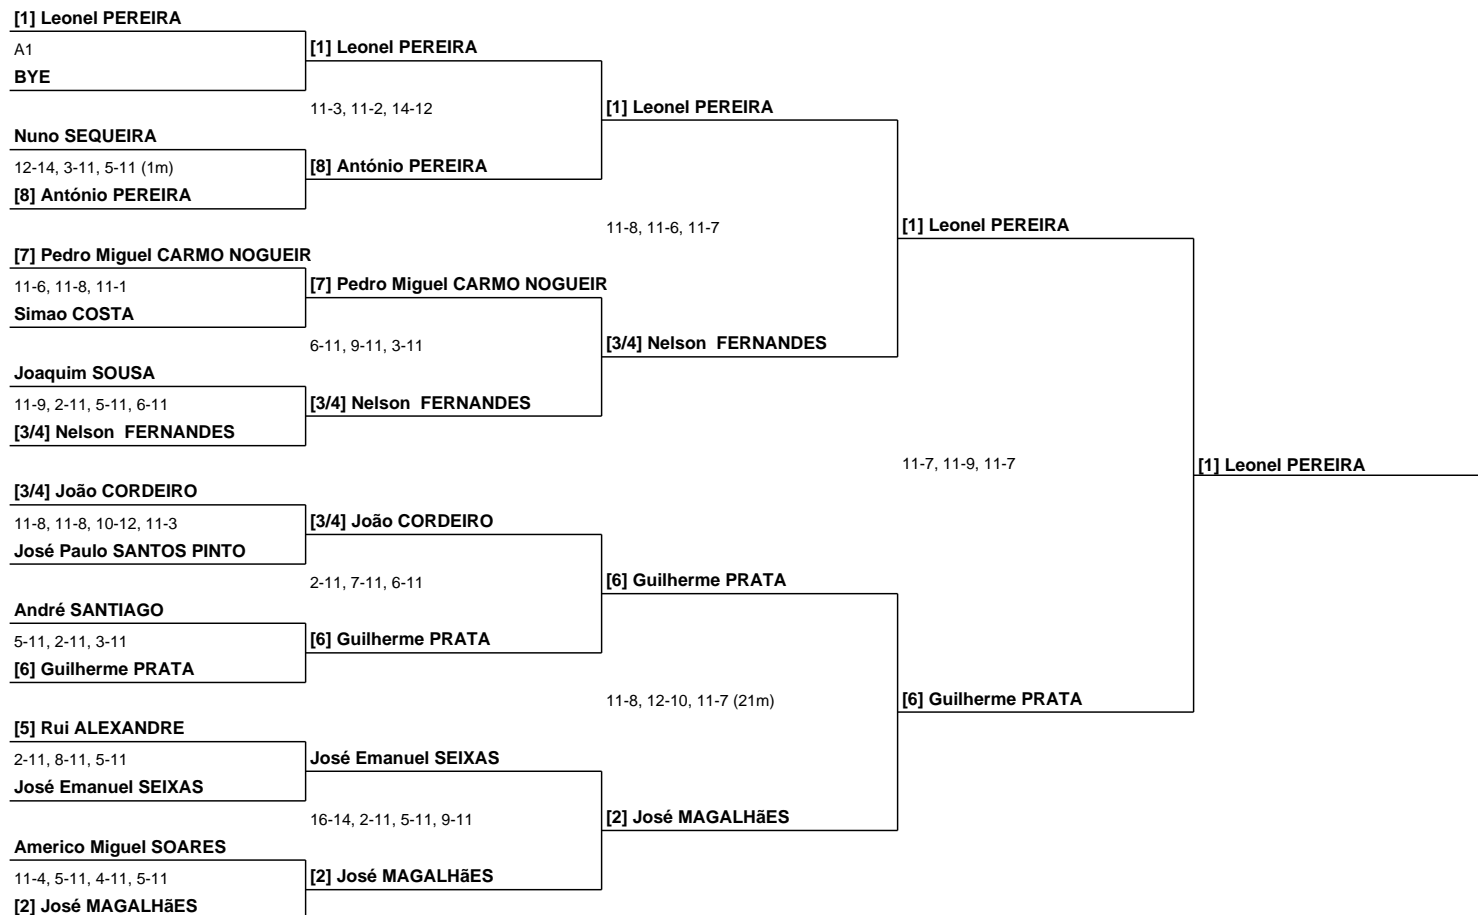 [1] Leonel PEREIRA
A1
BYE
Nuno SEQUEIRA
12-14, 3-11, 5-11 (1m)
[8] António PEREIRA
[7] Pedro Miguel CARMO NOGUEIR
11-6, 11-8, 11-1
Simao COSTA
Joaquim SOUSA
11-9, 2-11, 5-11, 6-11
[3/4] Nelson  FERNANDES
[3/4] João CORDEIRO
11-8, 11-8, 10-12, 11-3
José Paulo SANTOS PINTO
André SANTIAGO
5-11, 2-11, 3-11
[6] Guilherme PRATA
[5] Rui ALEXANDRE
2-11, 8-11, 5-11
José Emanuel SEIXAS
Americo Miguel SOARES
11-4, 5-11, 4-11, 5-11
[2] José MAGALHãES
[1] Leonel PEREIRA
11-3, 11-2, 14-12
[8] António PEREIRA
[7] Pedro Miguel CARMO NOGUEIR
6-11, 9-11, 3-11
[3/4] Nelson  FERNANDES
[3/4] João CORDEIRO
2-11, 7-11, 6-11
[6] Guilherme PRATA
José Emanuel SEIXAS
16-14, 2-11, 5-11, 9-11
[2] José MAGALHãES
[1] Leonel PEREIRA
11-8, 11-6, 11-7
[3/4] Nelson  FERNANDES
[6] Guilherme PRATA
11-8, 12-10, 11-7 (21m)
[2] José MAGALHãES
[1] Leonel PEREIRA
11-7, 11-9, 11-7
[6] Guilherme PRATA
[1] Leonel PEREIRA